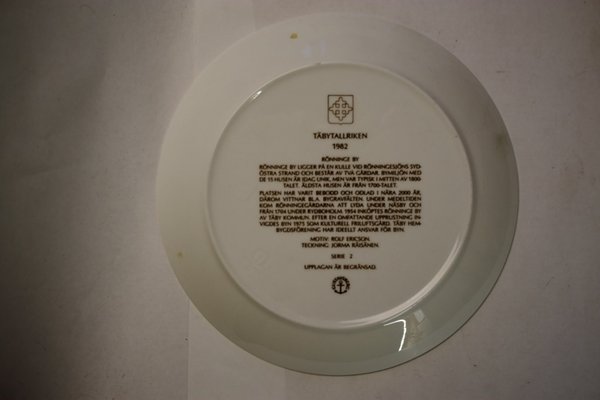 TÄBYTALLRIKEN
1982
RÖNNINGE BY
RÖNNINGE BY LIGGER PÅ EN KULLE VID RÖNNINGESJÖNS SYD-
ÖSTRA STRAND OCH BESTÅR AV TVÅ GÅRDAR. BYMILJÖN MED
DE 15 HUSEN ÄR IDAG UNIK, MEN VAR TYPISK I MITTEN AV 1800-
TALET. ÄLDSTA HUSEN ÄR FRÅN 1700-TALET.
PLATSEN HAR VARIT BEBODD OCH ODLAD I NÄRA 2000 ÅR,
DÄROM VITTNAR BL.A. BYGRAVFÄLTEN. UNDER MEDELTIDEN
KOM RÖNNINGEGÅRDARNA ATT LYDA UNDER NÄSBY OCH
FRÅN 1704 UNDER RYDBOHOLM. 1954 INKÖPTES RÖNNINGE BY
AV TÄBY KOMMUN. EFTER EN OMFATTANDE UPPRUSTNING IN-
VIGDES BYN 1975 SOM KULTURELL FRILUFTSGÅRD. TÄBY HEM
BYGDSFÖRENING HAR IDEELLT ANSVAR FÖR BYN.
MOTIV: ROLF ERICSON.
TECKNING: JORMA RÄISÄNEN.
SERIE 2
UPPLAGAN ÄR BEGRÄNSAD.